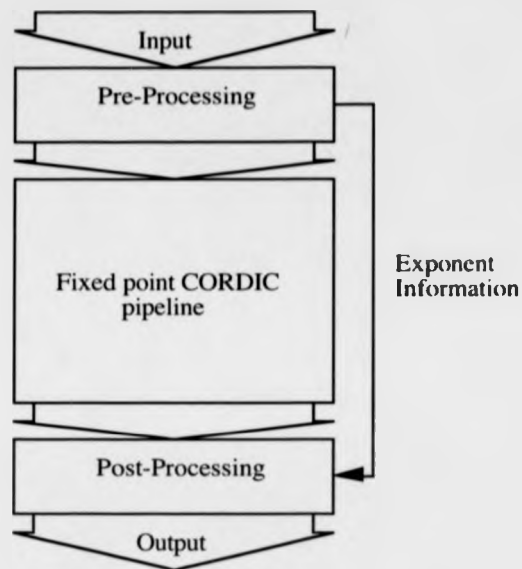 Input
Pre-Processing
Fixed point CORDIC
pipeline
Exponent
Information
Post-Processing
Output